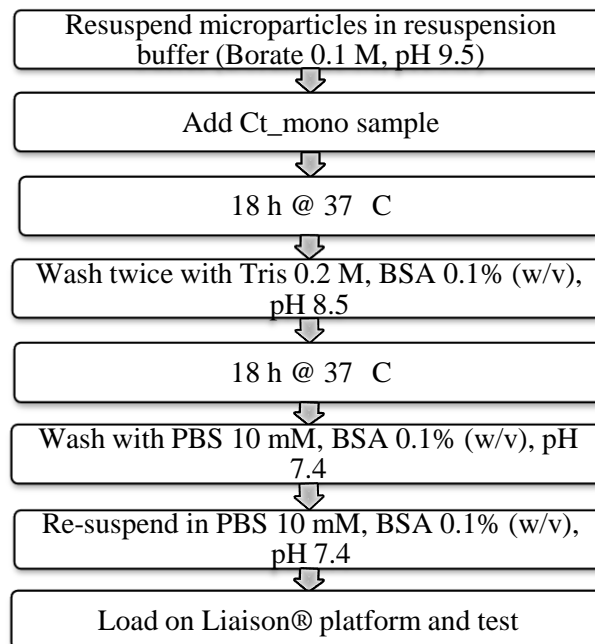 Resuspend microparticles in resuspension
buffer (Borate 0.1 M, pH 9.5)
Add Ct_mono sample
18 h @ 37 C
Wash twice with Tris 0.2 M, BSA 0.1% (w/v),
pH 8.5
18 h @ 37 C
Wash with PBS 10 mM, BSA 0.1% (w/v), pH
7.4
Re-suspend in PBS 10 mM, BSA 0.1% (w/v),
pH 7.4
Load on Liaison® platform and test